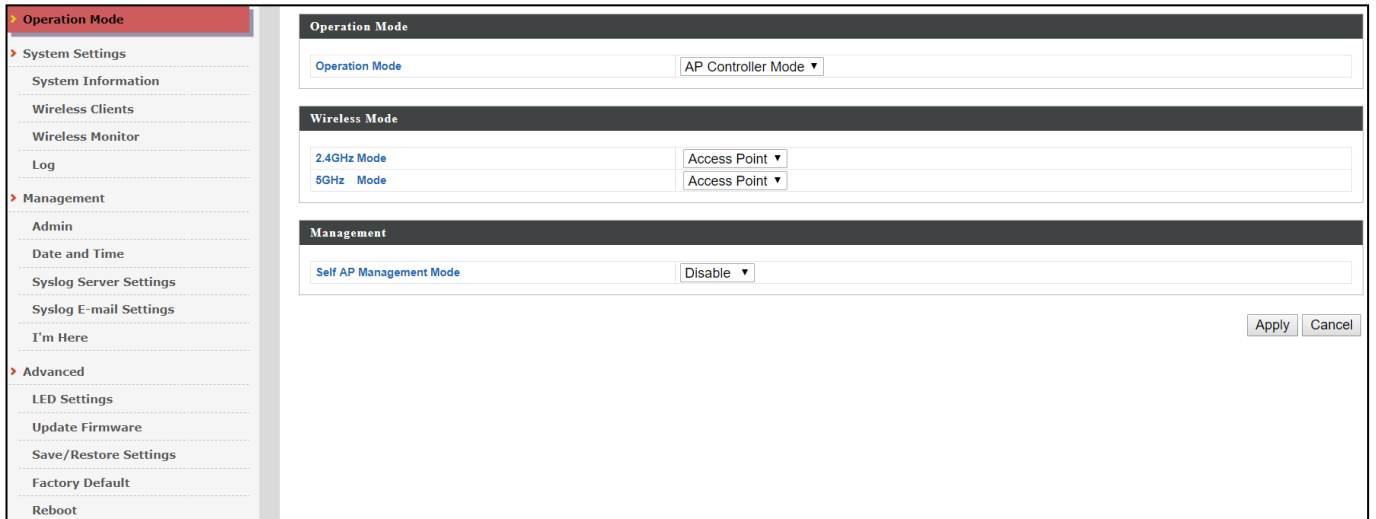 Operation Mode
System Settings
System Information
Wireless Clients
Wireless Monitor
Log
Management
Admin
Date and Time
Syslog Server Settings
Syslog E-mail Settings
I'm Here
Advanced
LED Settings
Update Firmware
Save/Restore Settings
Factory Default
Reboot
Operation Mode
Operation Mode AP Controller Mode
Wireless Mode
2.4GHz Mode Access Point
5GHz Mode Access Point
Management
Self AP Management Mode Disable
Apply Cancel